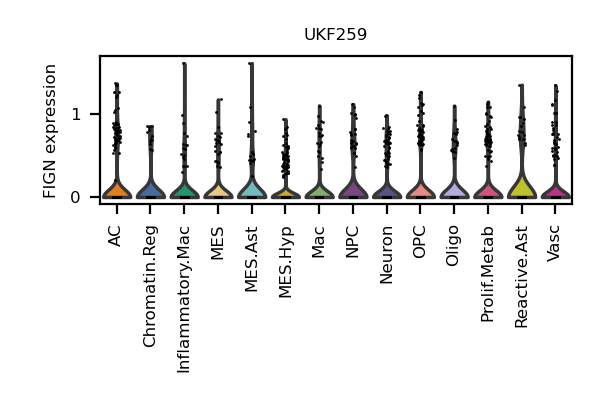 UKF259
FIGN expression
1
0
AC
Chromatin.Reg
Inflammatory.Mac
MES
MES.Ast
MES.Hyp
Mac
NPC
Neuron
OPC
Oligo
Prolif.Metab
Reactive.Ast
Vasc